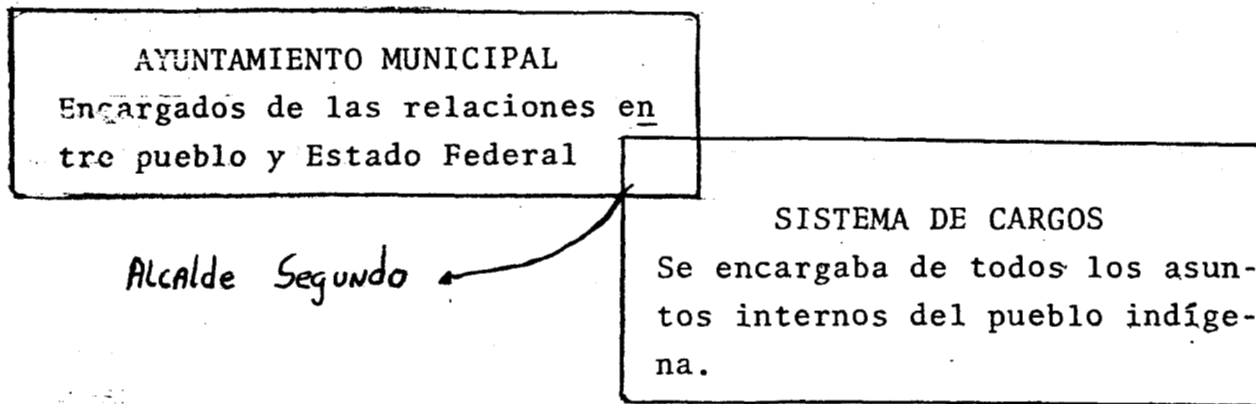 AYUNTAMIENTO MUNICIPAL
Encargados de las relaciones en
tre pueblo y Estado Federal
Alcalde Segundo
SISTEMA DE CARGOS
Se encargaba de todos los asun-
tos internos del pueblo indíge-
na.